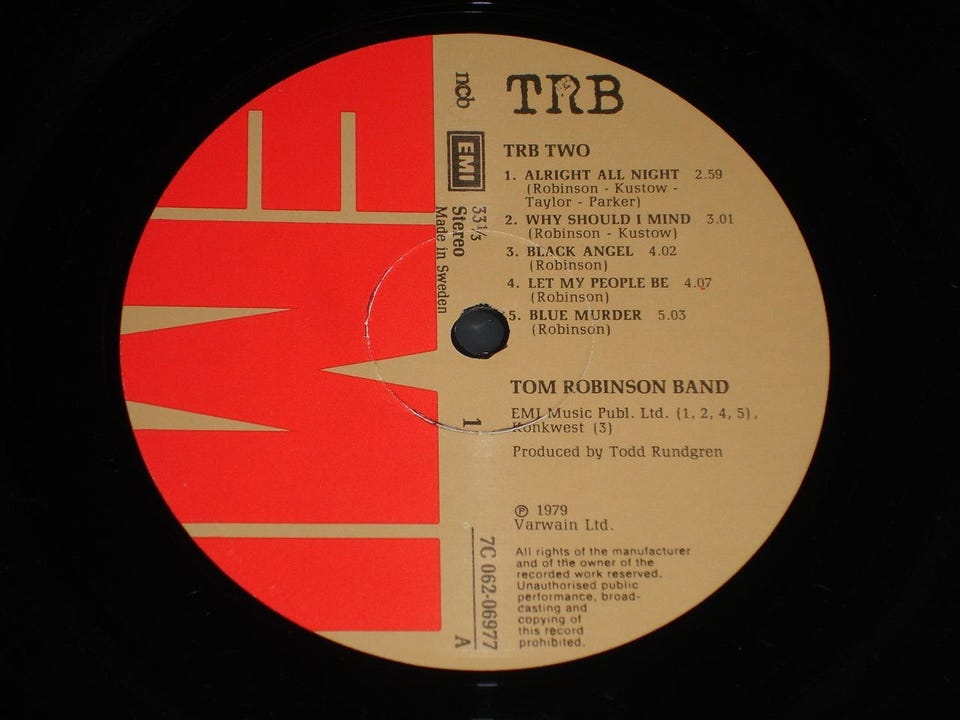 TRB
TRB TWO
1. ALRIGHT ALL NIGHT 2.59
(Robinson - Kustow -
Taylor - Parker)
2. WHY SHOULD I MIND 3.01
(Robinson - Kustow)
3. BLACK ANGEL 4.02
(Robinson)
4. LET MY PEOPLE BE 4.07
(Robinson)
5. BLUE MURDER 5.03
(Robinson)
TOM ROBINSON BAND
EMI Music Publ. Ltd. (1, 2, 4, 5),
Konkwest (3)
Produced by Todd Rundgren
℗ 1979
Varwain Ltd.
All rights of the manufacturer
and of the owner of the
recorded work reserved.
Unauthorised public
performance, broad-
casting and
copying of
this record
prohibited.
ncb
EMI
33⅓
Stereo
Made in Sweden
1
7C 062-06977
A
EMI